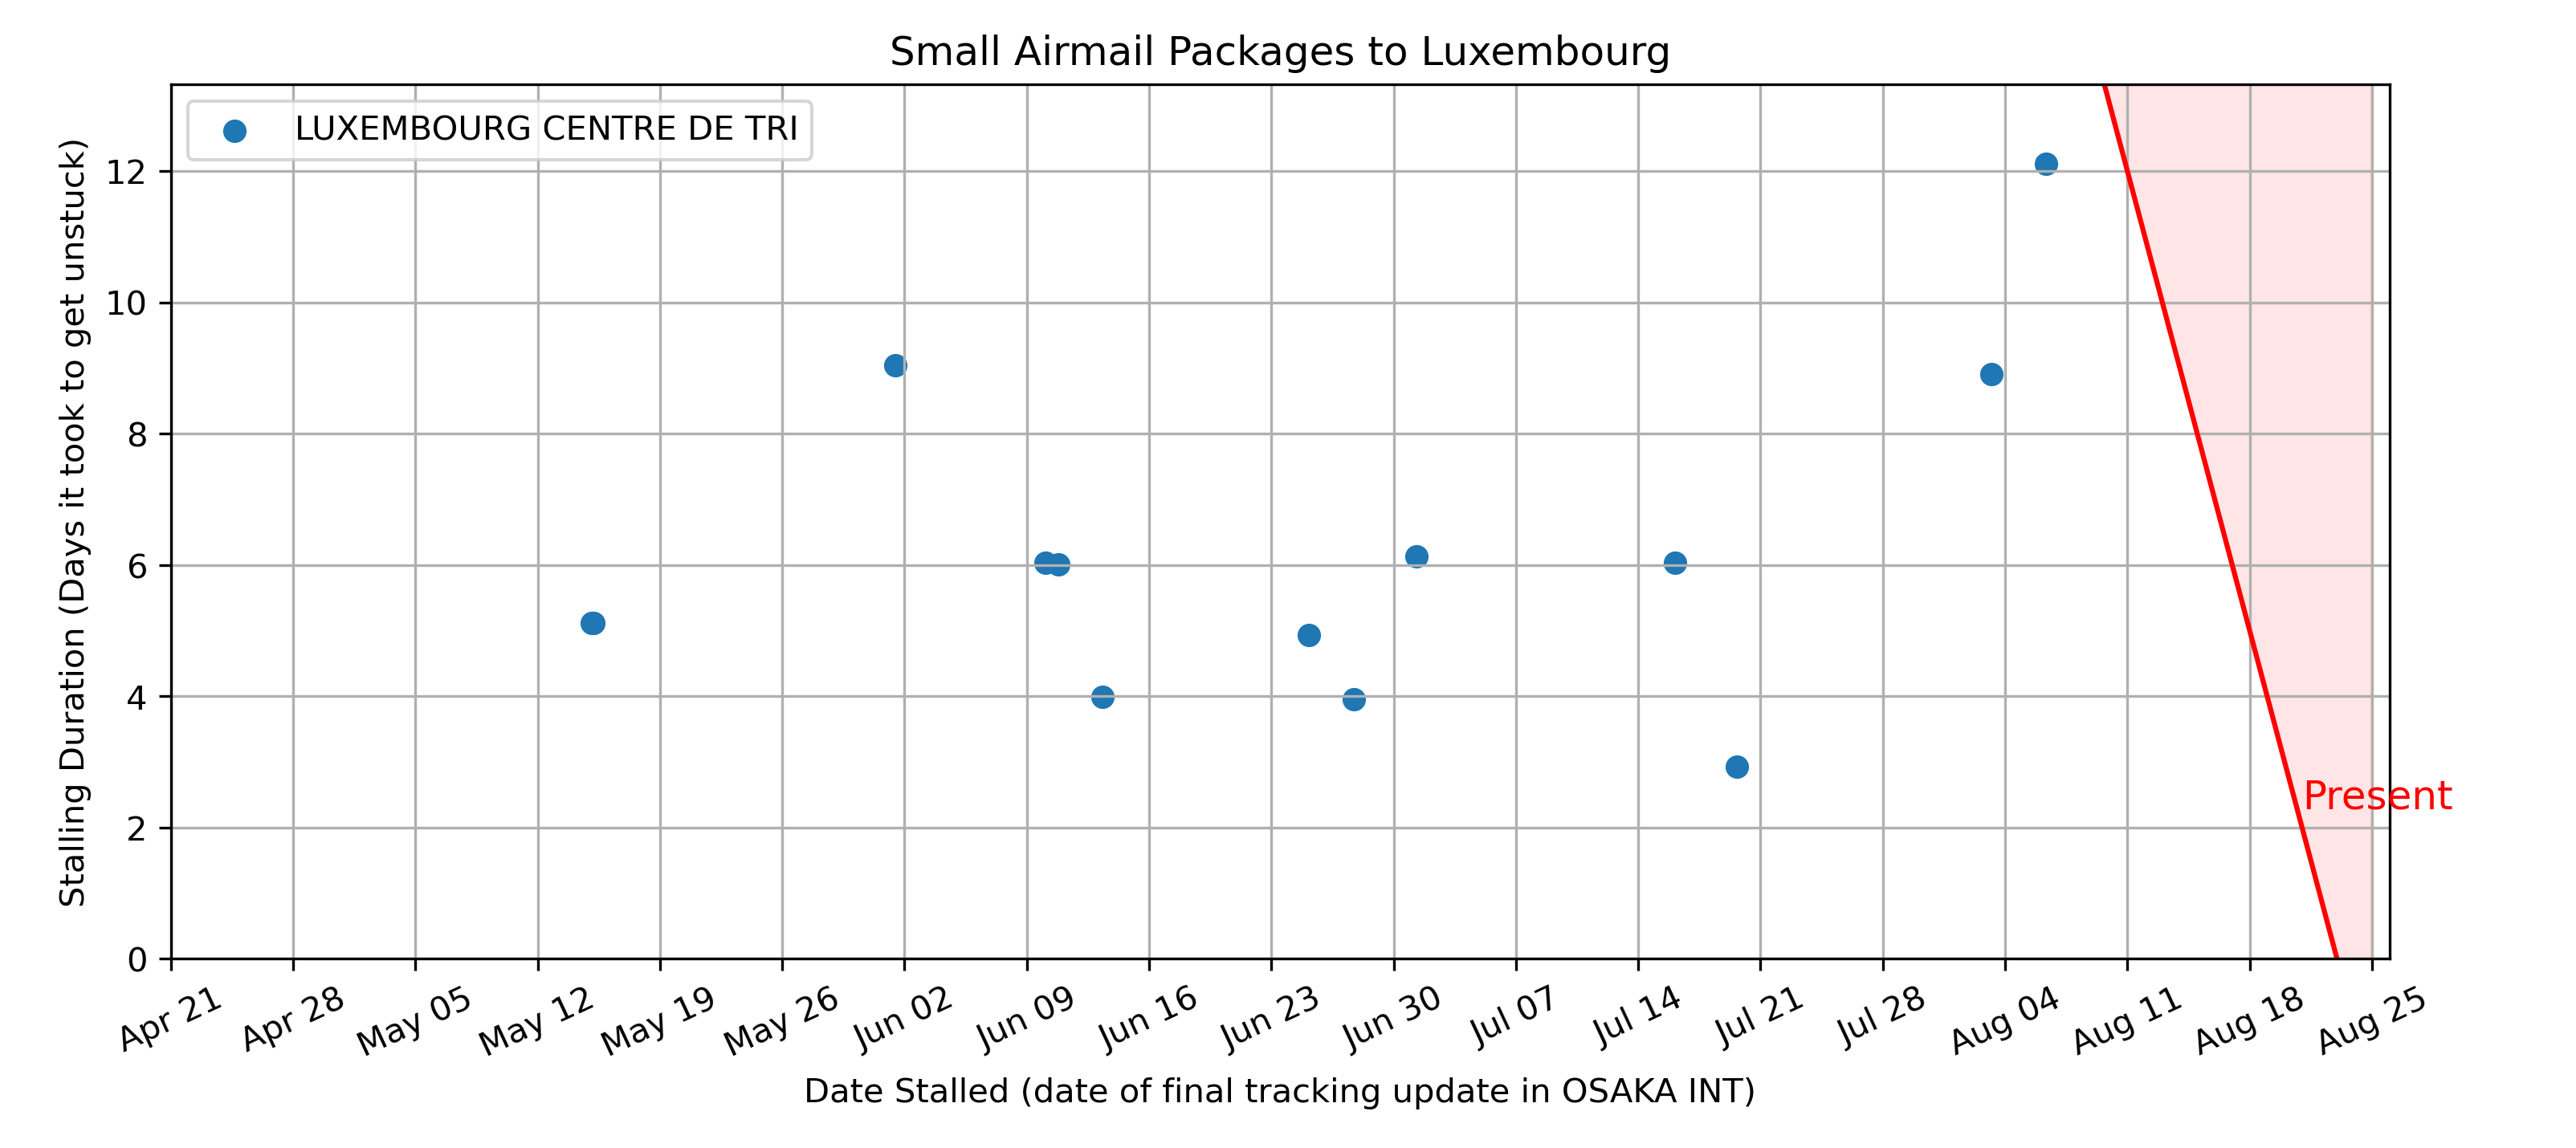 Small Airmail Packages to Luxembourg
LUXEMBOURG CENTRE DE TRI
Stalling Duration (Days it took to get unstuck)
12
10
8
6
4
2
0
Present
Apr 21
Apr 28
May 05
May 12
May 19
May 26
Jun 02
Jun 09
Jun 16
Jun 23
Jun 30
Jul 07
Jul 14
Jul 21
Jul 28
Aug 04
Aug 11
Aug 18
Aug 25
Date Stalled (date of final tracking update in OSAKA INT)